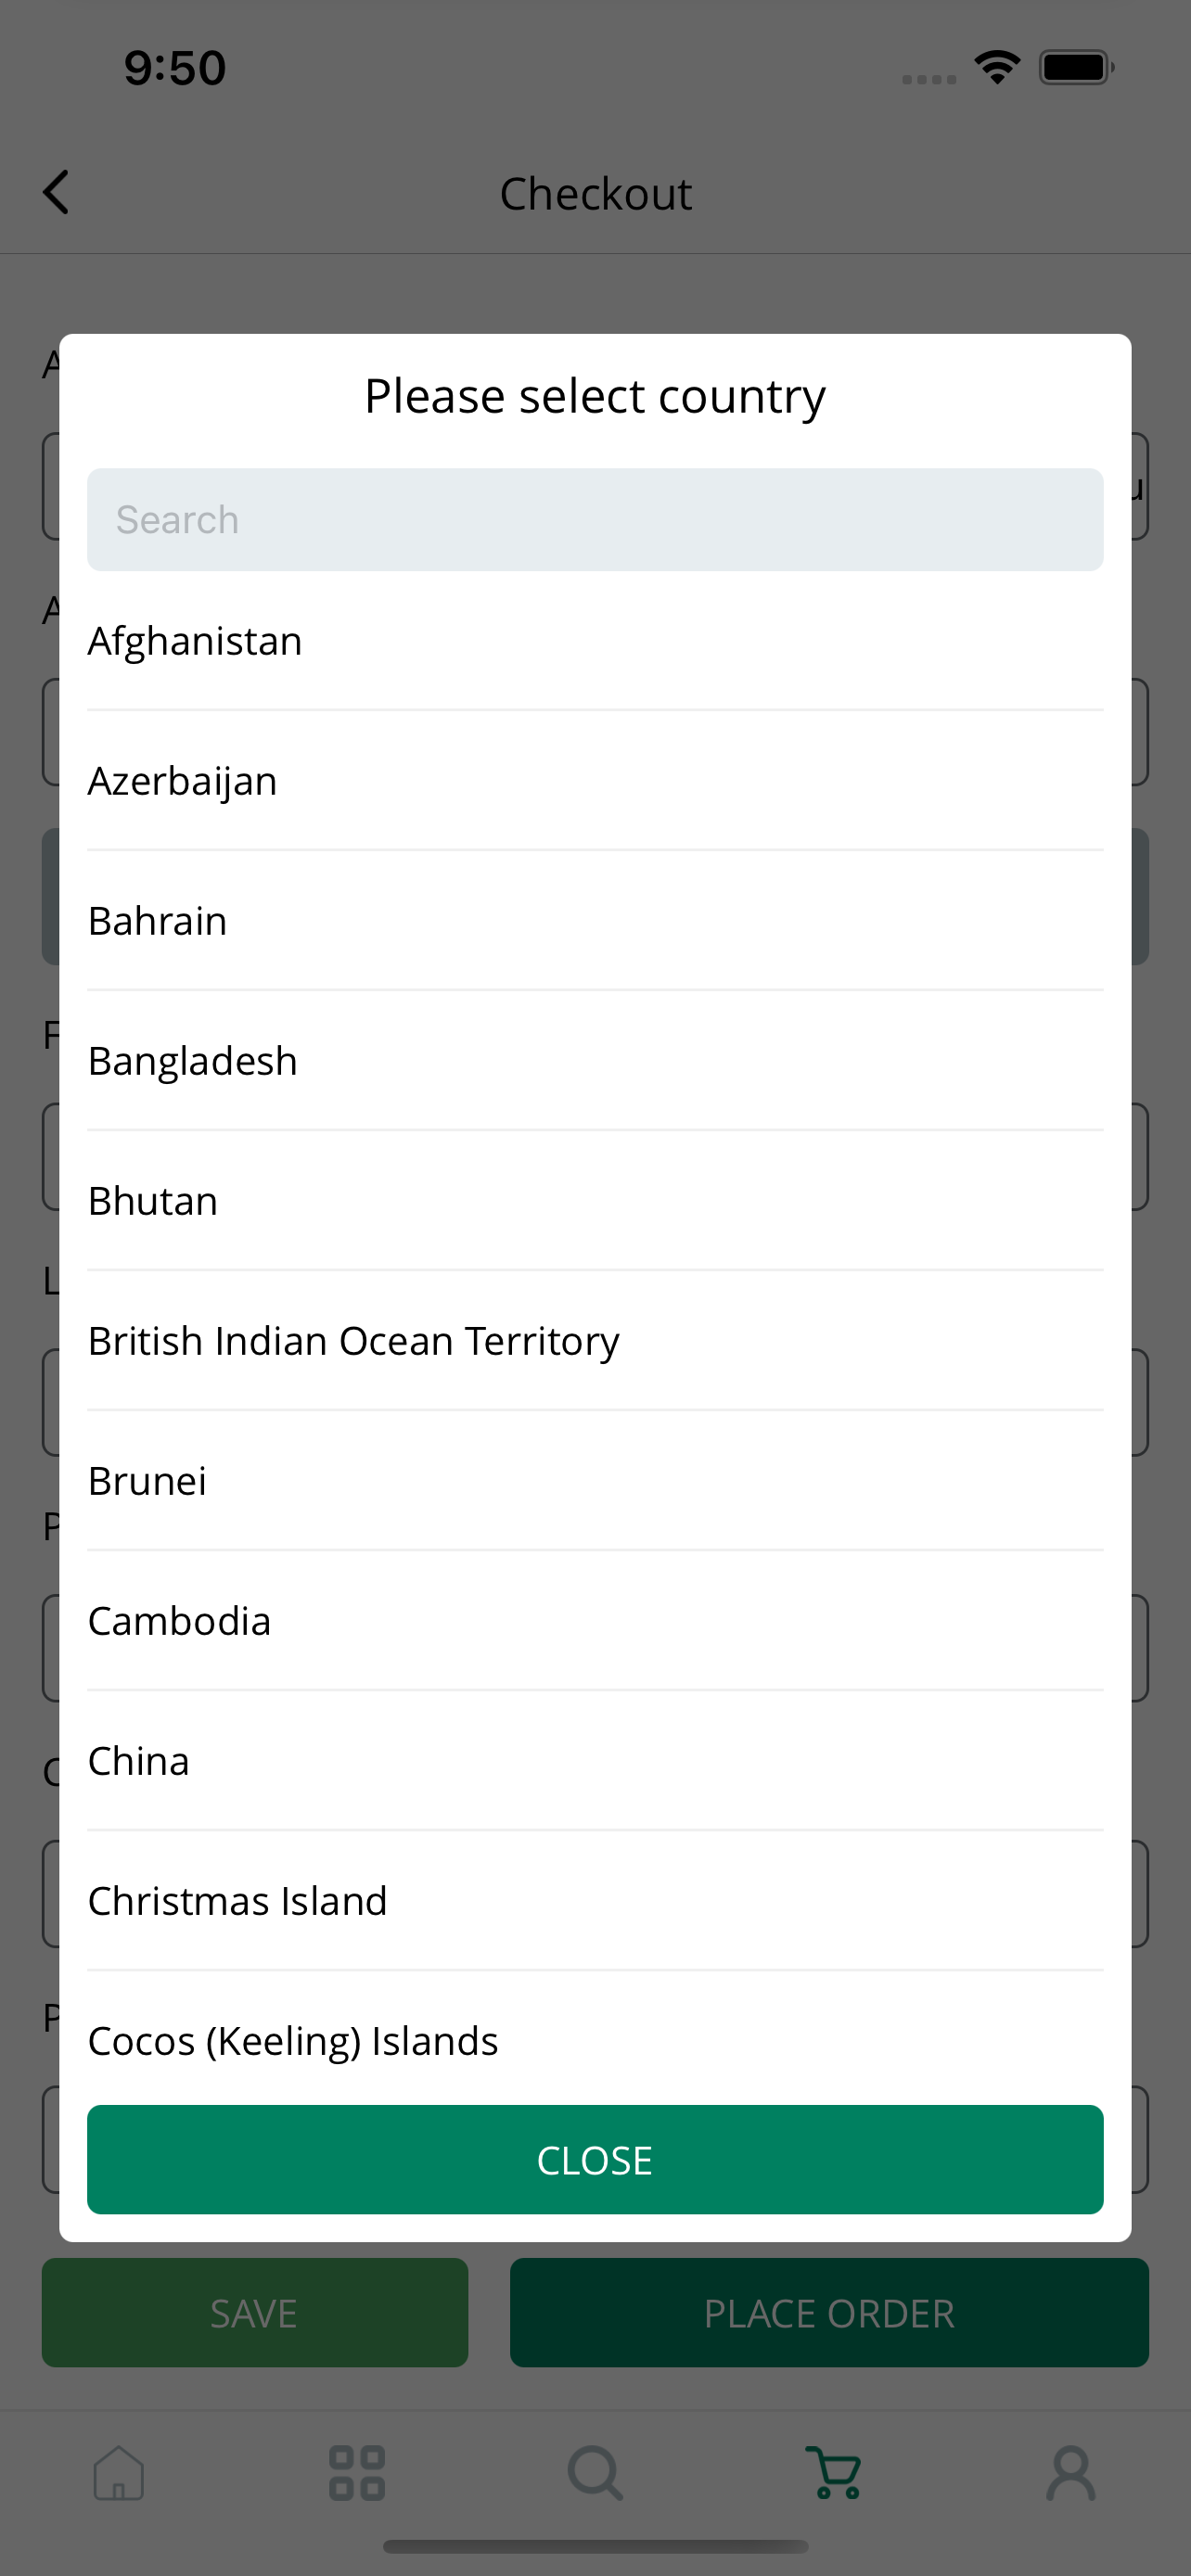 9:50
Checkout
Please select country
Search
Afghanistan
Azerbaijan
Bahrain
Bangladesh
Bhutan
British Indian Ocean Territory
Brunei
Cambodia
China
Christmas Island
Cocos (Keeling) Islands
CLOSE
SAVE
PLACE ORDER